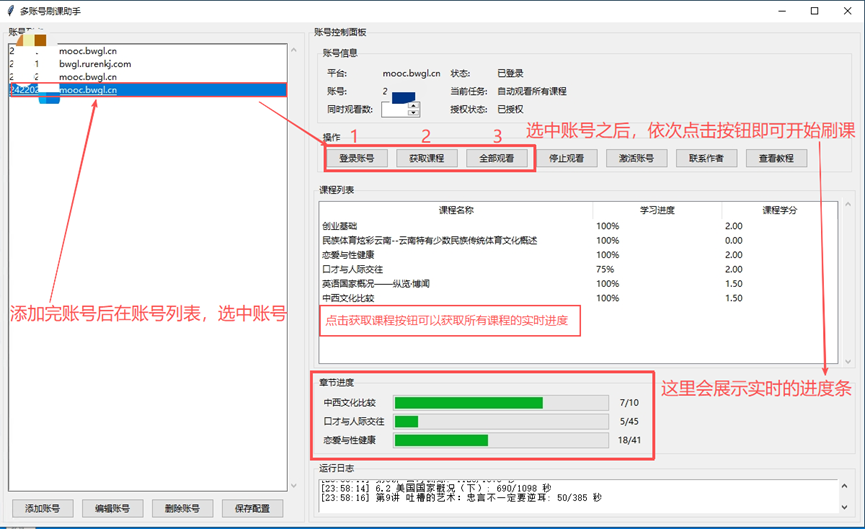 多账号刷课助手
账号控制面板
mooc.bwgl.cn
bwgl.rurenkj.com
mooc.bwgl.cn
mooc.bwgl.cn
添加完账号后在账号列表，选中账号
添加账号 编辑账号 删除账号 保存配置
账号信息
平台: mooc.bwgl.cn 状态: 已登录
账号: 2 当前任务: 自动观看所有课程
同时观看数: 授权状态: 已授权
选中账号之后，依次点击按钮即可开始刷课
操作 1 2 3
登录账号 获取课程 全部观看 停止观看 激活账号 联系作者 查看教程
课程列表
课程名称 学习进度 课程学分
创业基础 100% 2.00
民族体育炫彩云南--云南特有少数民族传统体育文化概述 100% 0.00
恋爱与性健康 100% 2.00
口才与人际交往 75% 2.00
英语国家概况——纵览·博闻 100% 1.50
中西文化比较 100% 1.50
点击获取课程按钮可以获取所有课程的实时进度
这里会展示实时的进度条
章节进度
中西文化比较 7/10
口才与人际交往 5/45
恋爱与性健康 18/41
运行日志
[23:58:14] 6.2 美国国家概况（下）: 690/1098 秒
[23:58:16] 第9讲 吐槽的艺术: 忠言不一定要逆耳: 50/385 秒